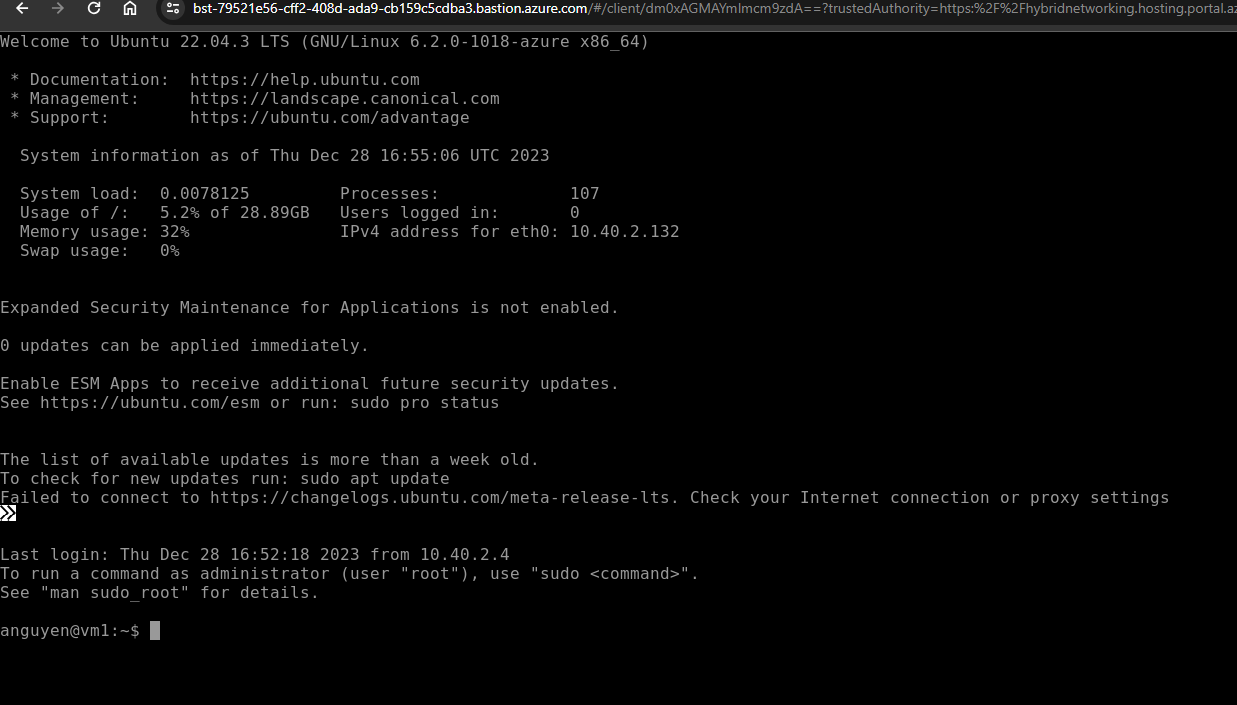 bst-79521e56-cff2-408d-ada9-cb159c5cdba3.bastion.azure.com/#/client/dm0xAGMAYmlmcm9zdA==?trustedAuthority=https:%2F%2Fhybridnetworking.hosting.portal.az
Welcome to Ubuntu 22.04.3 LTS (GNU/Linux 6.2.0-1018-azure x86_64)
* Documentation: https://help.ubuntu.com
* Management: https://landscape.canonical.com
* Support: https://ubuntu.com/advantage
System information as of Thu Dec 28 16:55:06 UTC 2023
System load: 0.0078125 Processes: 107
Usage of /: 5.2% of 28.89GB Users logged in: 0
Memory usage: 32% IPv4 address for eth0: 10.40.2.132
Swap usage: 0%
Expanded Security Maintenance for Applications is not enabled.
0 updates can be applied immediately.
Enable ESM Apps to receive additional future security updates.
See https://ubuntu.com/esm or run: sudo pro status
The list of available updates is more than a week old.
To check for new updates run: sudo apt update
Failed to connect to https://changelogs.ubuntu.com/meta-release-lts. Check your Internet connection or proxy settings
Last login: Thu Dec 28 16:52:18 2023 from 10.40.2.4
To run a command as administrator (user "root"), use "sudo <command>".
See "man sudo_root" for details.
anguyen@vm1:~$